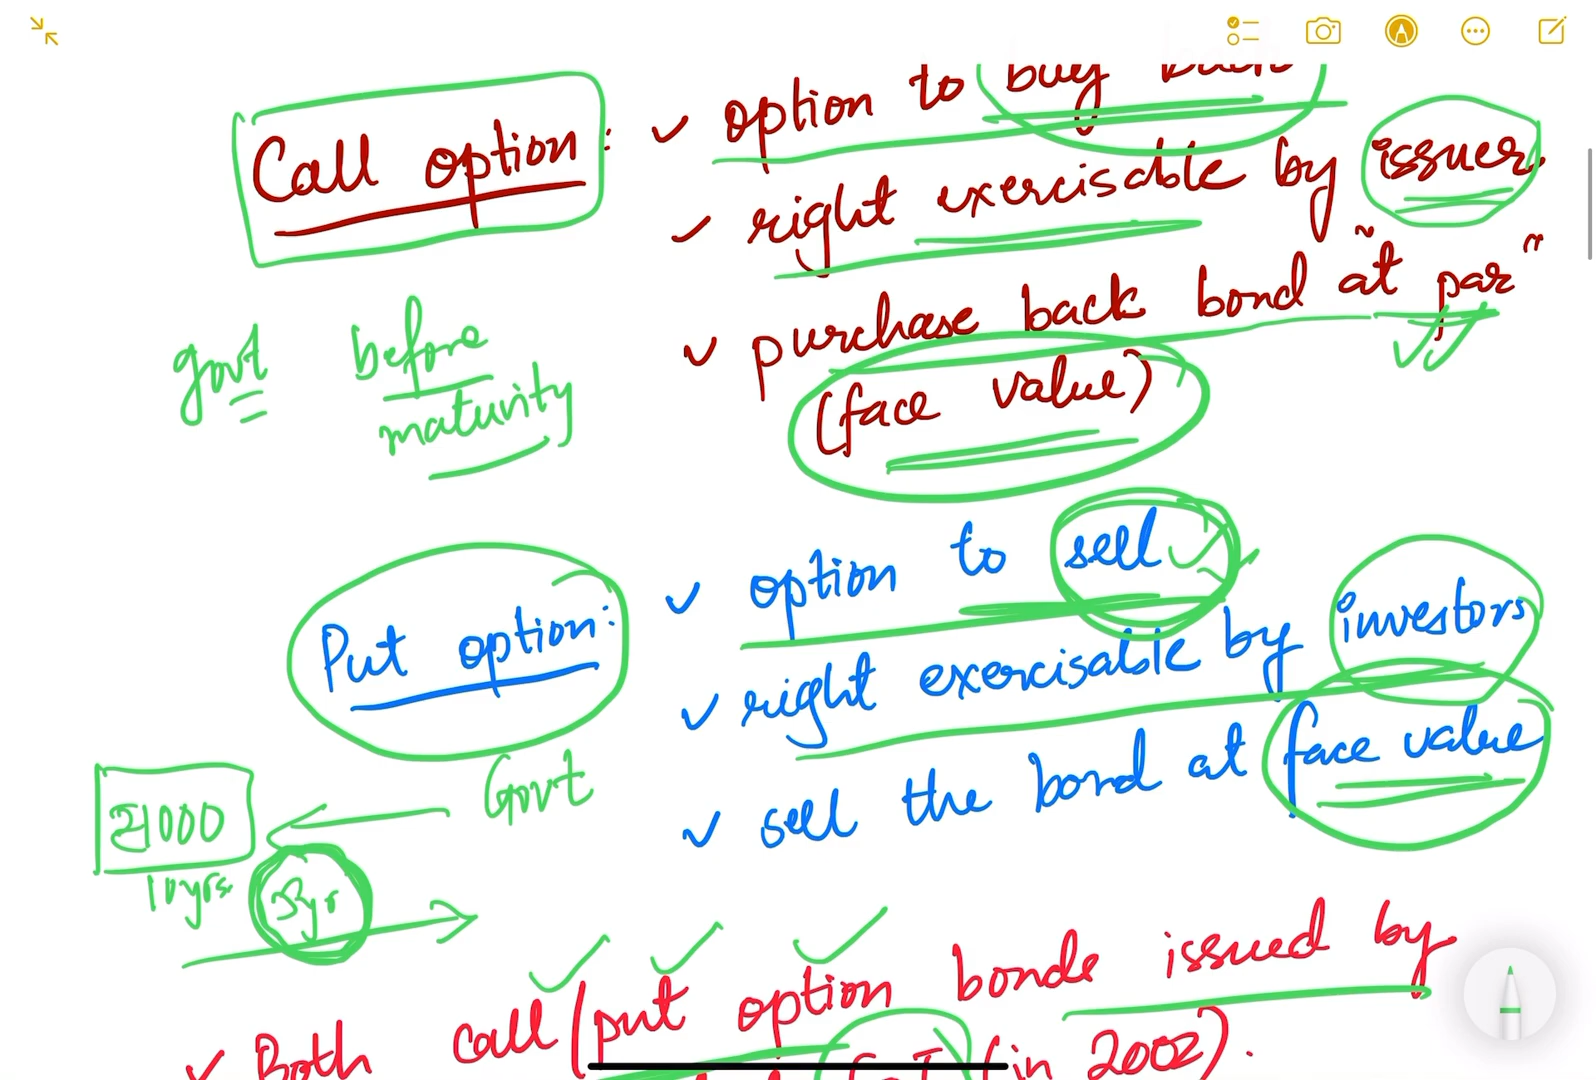 Call option: ✓ option to buy back
✓ right exercisable by issuer.
✓ purchase back bond "at par"
(face value)
govt before
maturity
Put option: ✓ option to sell
✓ right exercisable by investors
✓ sell the bond at face value
Govt
₹1000
10yrs
✓ Both call/put option bonds issued by
GoI (in 2002).